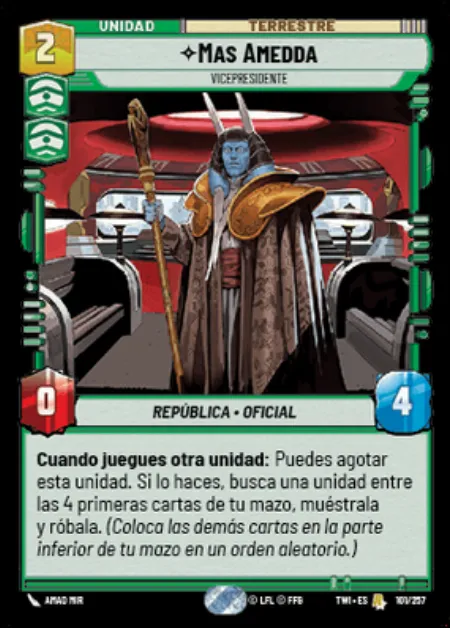 UNIDAD
TERRESTRE
2
✧MAS AMEDDA
VICEPRESIDENTE
0
4
REPÚBLICA • OFICIAL
Cuando juegues otra unidad: Puedes agotar
esta unidad. Si lo haces, busca una unidad entre
las 4 primeras cartas de tu mazo, muéstrala
y róbala. (Coloca las demás cartas en la parte
inferior de tu mazo en un orden aleatorio.)
AMAD MIR
© LFL © FFG
TWI • ES
101/257